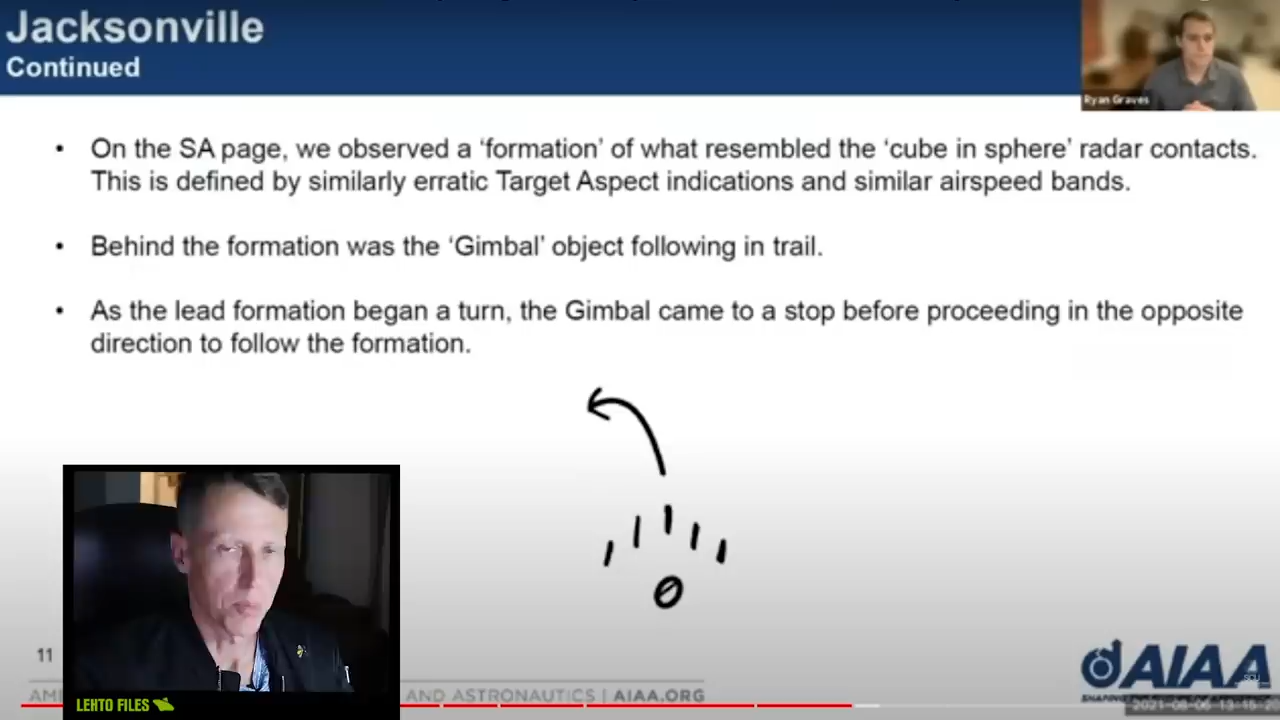 Jacksonville
Continued
Ryan Graves
• On the SA page, we observed a ‘formation’ of what resembled the ‘cube in sphere’ radar contacts.
This is defined by similarly erratic Target Aspect indications and similar airspeed bands.
• Behind the formation was the ‘Gimbal’ object following in trail.
• As the lead formation began a turn, the Gimbal came to a stop before proceeding in the opposite
direction to follow the formation.
11
AIAA
SHAPING
AND ASTRONAUTICS | AIAA.ORG
LEHTO FILES